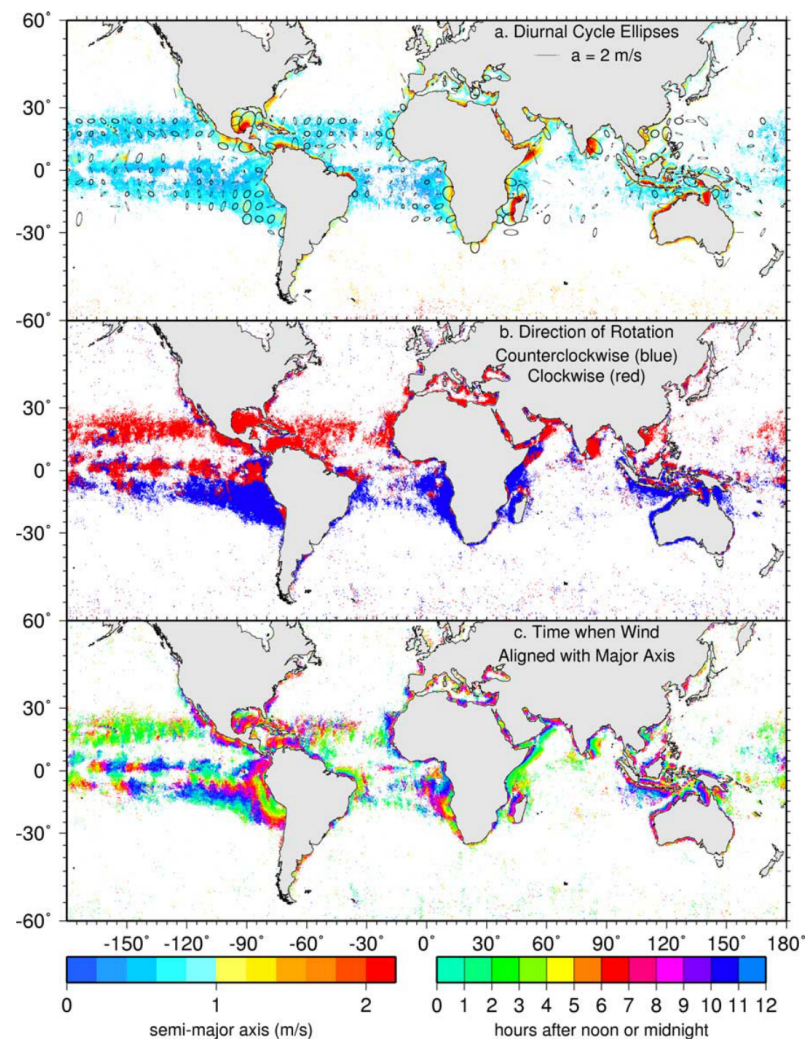 60°
a. Diurnal Cycle Ellipses
a = 2 m/s
30°
0°
-30°
-60°
b. Direction of Rotation
Counterclockwise (blue)
Clockwise (red)
30°
0°
-30°
60°
c. Time when Wind
Aligned with Major Axis
30°
0°
-30°
-60°
-150° -120° -90° -60° -30° 0° 30° 60° 90° 120° 150° 180°
0 1 2
0 1 2 3 4 5 6 7 8 9 10 11 12
semi-major axis (m/s)
hours after noon or midnight